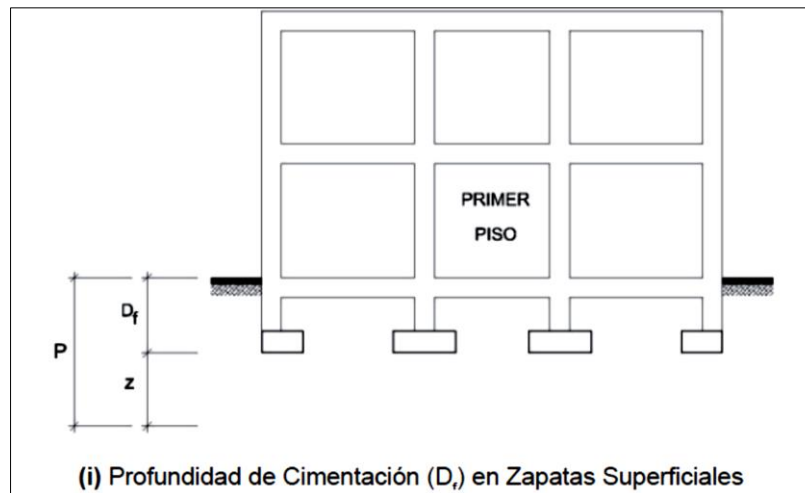 PRIMER
PISO
Df
P
z
(i) Profundidad de Cimentación (Df) en Zapatas Superficiales